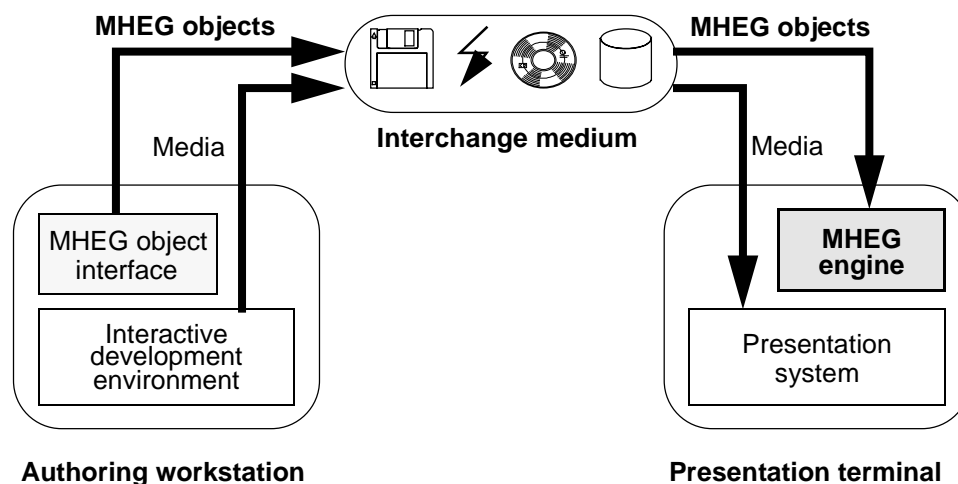 MHEG objects
MHEG objects
Interchange medium
Media
Media
MHEG object
interface
MHEG
engine
Interactive
development
environment
Presentation
system
Authoring workstation
Presentation terminal